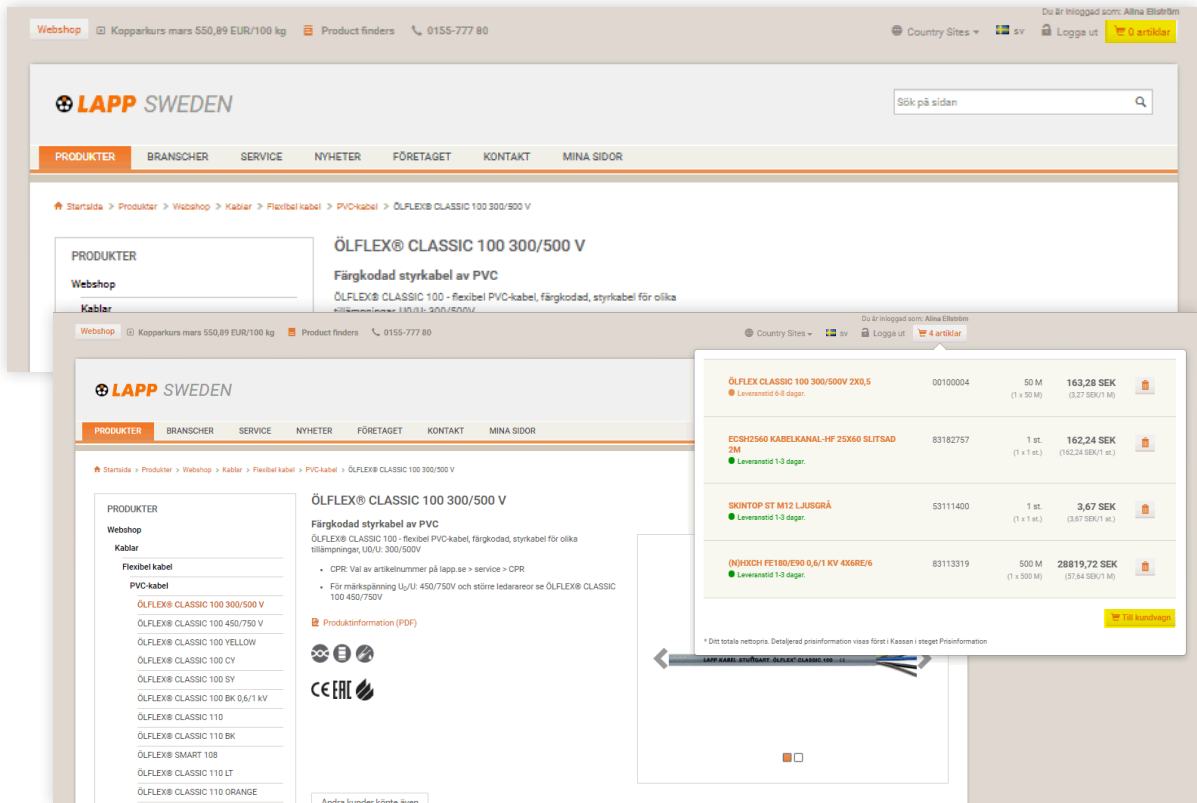 Du är inloggad som: Alina Ellström
Webshop Kopparkurs mars 550,89 EUR/100 kg Product finders 0155-777 80 Country Sites sv Logga ut 0 artiklar
LAPP SWEDEN
Sök på sidan
PRODUKTER BRANSCHER SERVICE NYHETER FÖRETAGET KONTAKT MINA SIDOR
Startsida > Produkter > Webshop > Kablar > Flexibel kabel > PVC-kabel > ÖLFLEX® CLASSIC 100 300/500 V
PRODUKTER
Webshop
Kablar
ÖLFLEX® CLASSIC 100 300/500 V
Färgkodad styrkabel av PVC
ÖLFLEX® CLASSIC 100 - flexibel PVC-kabel, färgkodad, styrkabel för olika
tillämpningar, U0/U: 300/500V
Du är inloggad som: Alina Ellström
Webshop Kopparkurs mars 550,89 EUR/100 kg Product finders 0155-777 80 Country Sites sv Logga ut 4 artiklar
LAPP SWEDEN
PRODUKTER BRANSCHER SERVICE NYHETER FÖRETAGET KONTAKT MINA SIDOR
Startsida > Produkter > Webshop > Kablar > Flexibel kabel > PVC-kabel > ÖLFLEX® CLASSIC 100 300/500 V
PRODUKTER
Webshop
Kablar
Flexibel kabel
PVC-kabel
ÖLFLEX® CLASSIC 100 300/500 V
ÖLFLEX® CLASSIC 100 450/750 V
ÖLFLEX® CLASSIC 100 YELLOW
ÖLFLEX® CLASSIC 100 CY
ÖLFLEX® CLASSIC 100 SY
ÖLFLEX® CLASSIC 100 BK 0,6/1 kV
ÖLFLEX® CLASSIC 110
ÖLFLEX® CLASSIC 110 BK
ÖLFLEX® SMART 108
ÖLFLEX® CLASSIC 110 LT
ÖLFLEX® CLASSIC 110 ORANGE
ÖLFLEX® CLASSIC 100 300/500 V
Färgkodad styrkabel av PVC
ÖLFLEX® CLASSIC 100 - flexibel PVC-kabel, färgkodad, styrkabel för olika
tillämpningar, U0/U: 300/500V
• CPR: Val av artikelnummer på lapp.se > service > CPR
• För märkspänning U₀/U: 450/750V och större ledarareor se ÖLFLEX® CLASSIC
100 450/750V
Produktinformation (PDF)
CE EAC
Andra kunder köpte även
ÖLFLEX CLASSIC 100 300/500V 2X0,5 00100004 50 M 163,28 SEK
Leveranstid 6-8 dagar. (1 x 50 M) (3,27 SEK/1 M)
ECSH2560 KABELKANAL-HF 25X60 SLITSAD 83182757 1 st. 162,24 SEK
2M (1 x 1 st.) (162,24 SEK/1 st.)
Leveranstid 1-3 dagar.
SKINTOP ST M12 LJUSGRÅ 53111400 1 st. 3,67 SEK
Leveranstid 1-3 dagar. (1 x 1 st.) (3,67 SEK/1 st.)
(N)HXCH FE180/E90 0,6/1 KV 4X6RE/6 83113319 500 M 28819,72 SEK
Leveranstid 1-3 dagar. (1 x 500 M) (57,64 SEK/1 M)
Till kundvagn
* Ditt totala nettopris. Detaljerad prisinformation visas först i Kassan i steget Prisinformation
LAPP KABEL STUTTGART ÖLFLEX® CLASSIC 100